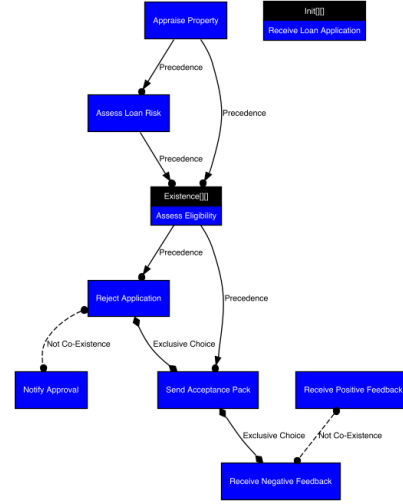 Appraise Property
Init[][]
Receive Loan Application
Precedence
Assess Loan Risk
Precedence
Precedence
Existence[][]
Assess Eligibility
Precedence
Reject Application
Precedence
Not Co-Existence
Exclusive Choice
Notify Approval
Send Acceptance Pack
Receive Positive Feedback
Exclusive Choice
Not Co-Existence
Receive Negative Feedback